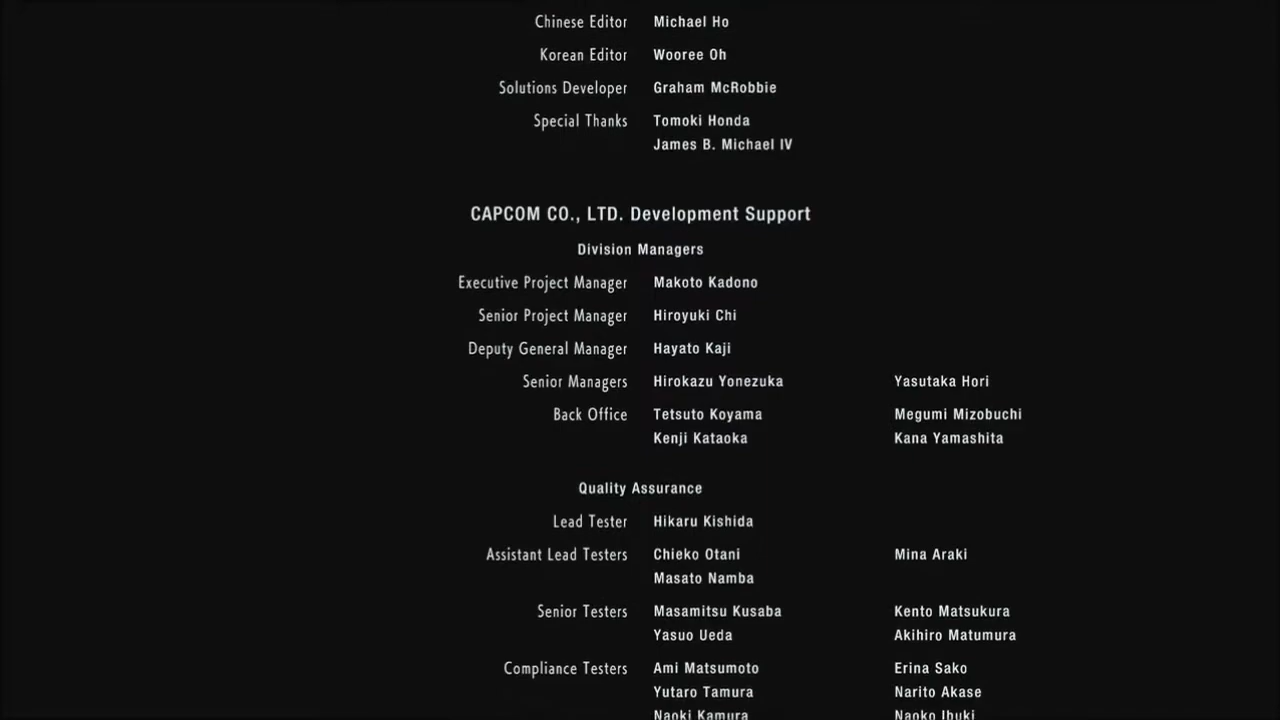 Chinese Editor Michael Ho
Korean Editor Wooree Oh
Solutions Developer Graham McRobbie
Special Thanks Tomoki Honda
James B. Michael IV
CAPCOM CO., LTD. Development Support
Division Managers
Executive Project Manager Makoto Kadono
Senior Project Manager Hiroyuki Chi
Deputy General Manager Hayato Kaji
Senior Managers Hirokazu Yonezuka Yasutaka Hori
Back Office Tetsuto Koyama Megumi Mizobuchi
Kenji Kataoka Kana Yamashita
Quality Assurance
Lead Tester Hikaru Kishida
Assistant Lead Testers Chieko Otani Mina Araki
Masato Namba
Senior Testers Masamitsu Kusaba Kento Matsukura
Yasuo Ueda Akihiro Matumura
Compliance Testers Ami Matsumoto Erina Sako
Yutaro Tamura Narito Akase
Naoki Kamura Naoko Ibuki